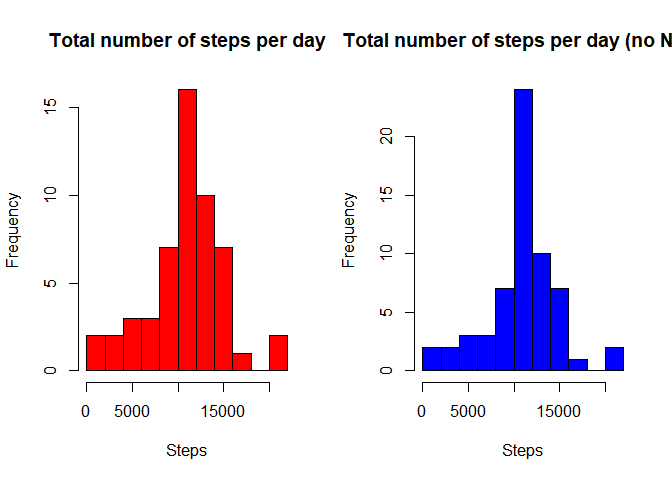 Total number of steps per day
Frequency
15
10
5
0
0 5000 15000
Steps
Total number of steps per day (no N
Frequency
20
15
10
5
0
0 5000 15000
Steps